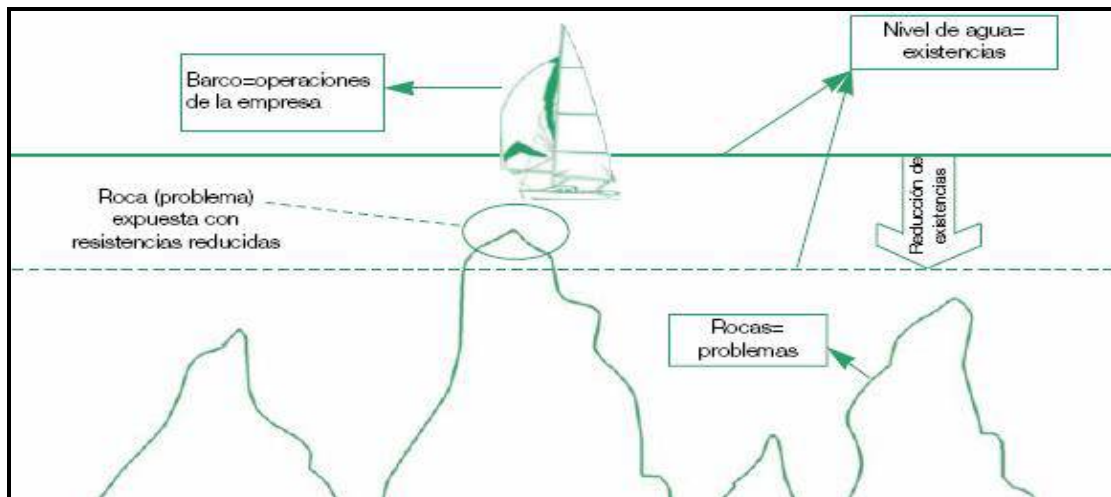 Barco=operaciones
de la empresa
Nivel de agua=
existencias
Roca (problema)
expuesta con
resistencias reducidas
Reducción de
existencias
Rocas=
problemas